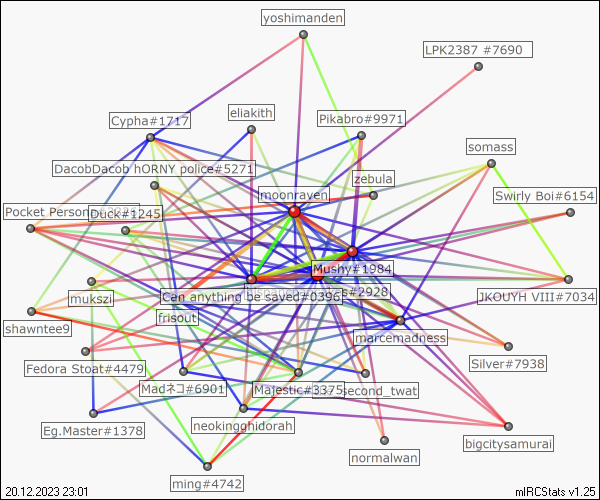 yoshimanden
LPK2387 #7690
eliakith
Cypha#1717
Pikabro#9971
somass
DacobDacob hORNY police#5271
zebula
moonraven
Swirly Boi#6154
Pocket Person
Duck#1245
Mushy#1984
mukszi
Can anything be saved#0396
s#2928
JKOUYH VIII#7034
frisout
shawntee9
marcemadness
Fedora Stoat#4479
Silver#7938
Madネコ#6901
Majestic#3375
second_twat
neokingghidorah
Eg.Master#1378
bigcitysamurai
normalwan
ming#4742
20.12.2023 23:01
mIRCStats v1.25